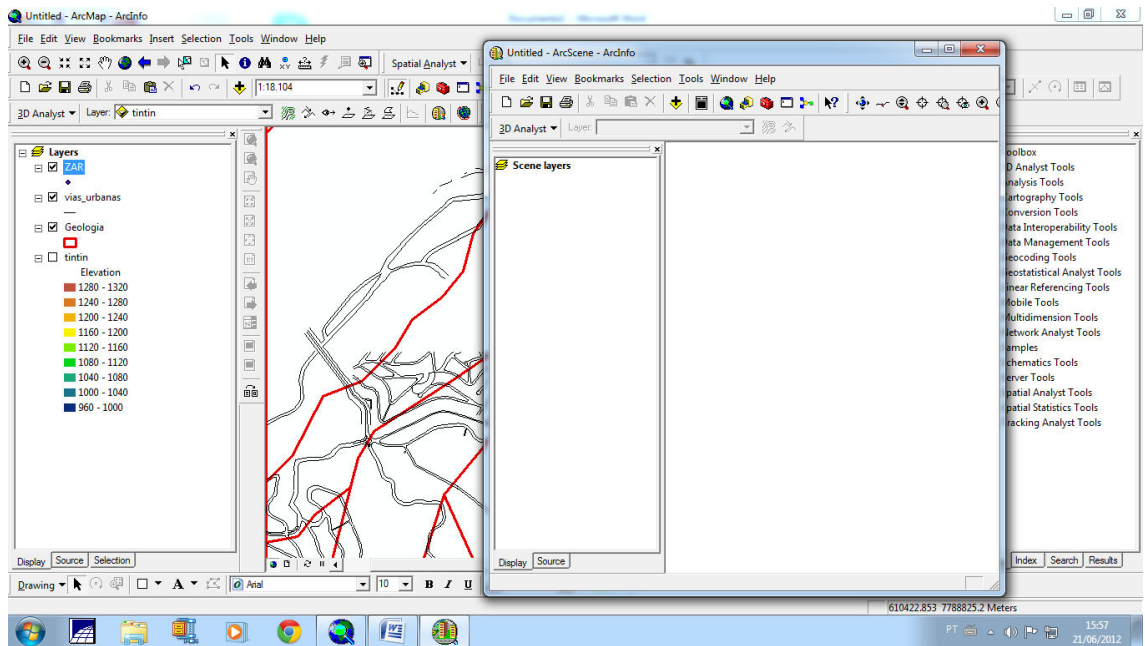 Untitled - ArcMap - ArcInfo
File Edit View Bookmarks Insert Selection Tools Window Help
Spatial Analyst
1:18.104
3D Analyst Layer: tintin
Layers
ZAR
vias_urbanas
Geologia
tintin
Elevation
1280 - 1320
1240 - 1280
1200 - 1240
1160 - 1200
1120 - 1160
1080 - 1120
1040 - 1080
1000 - 1040
960 - 1000
Display Source Selection
Drawing A Arial 10 B I U
Untitled - ArcScene - ArcInfo
File Edit View Bookmarks Selection Tools Window Help
3D Analyst Layer
Scene layers
Display Source
oolbox
D Analyst Tools
nalysis Tools
artography Tools
onversion Tools
ata Interoperability Tools
ata Management Tools
eocoding Tools
eostatistical Analyst Tools
inear Referencing Tools
obile Tools
ultidimension Tools
etwork Analyst Tools
amples
chematics Tools
erver Tools
patial Analyst Tools
patial Statistics Tools
racking Analyst Tools
Index Search Results
610422.853 7788825.2 Meters
PT 15:57
21/06/2012